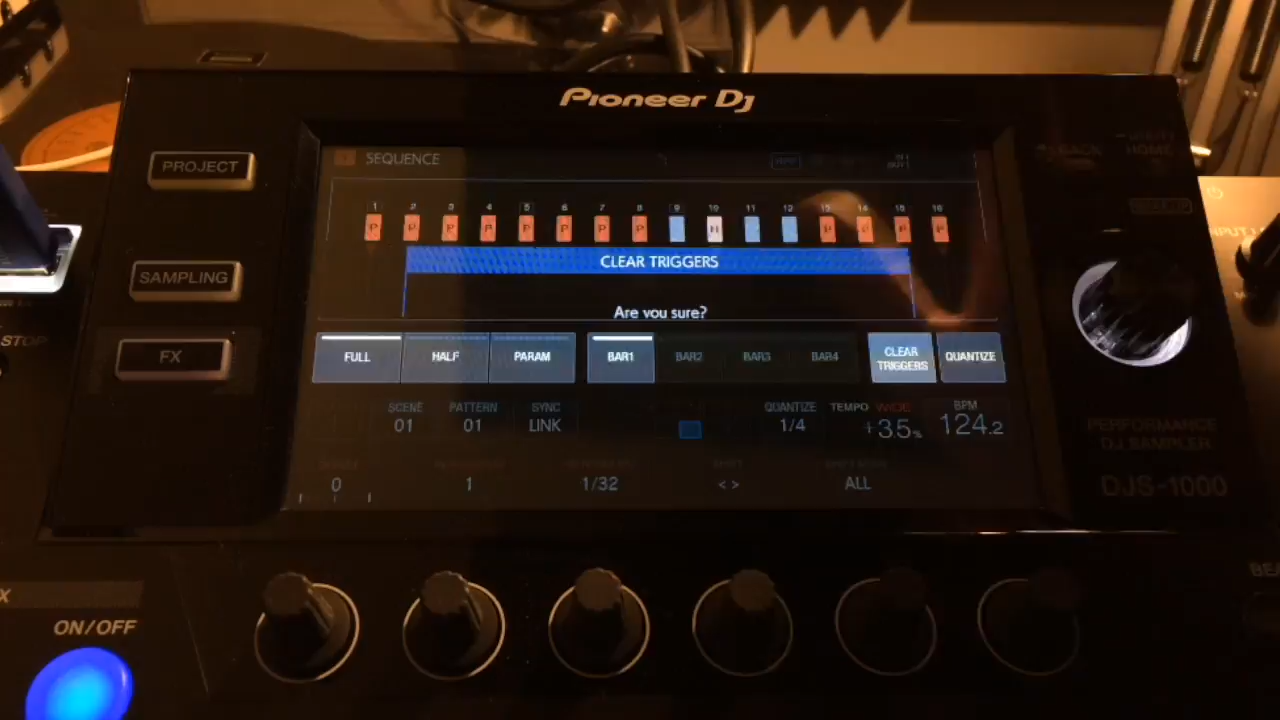 Pioneer Dj
PROJECT
SEQUENCE
HOME
1 2 3 4 5 6 7 8 9 10 11 12 13 14 15 16
P P P P P P P P H P P P P
CLEAR TRIGGERS
SAMPLING
Are you sure?
STOP
FX
FULL HALF PARAM BAR1 BAR2 BAR3 BAR4 CLEAR TRIGGERS QUANTIZE
SCENE PATTERN SYNC QUANTIZE TEMPO WIDE BPM
01 01 LINK 1/4 +3.5% 124.2
PERFORMANCE
DJ SAMPLER
DJS-1000
0 1 1/32 < > ALL
X
ON/OFF